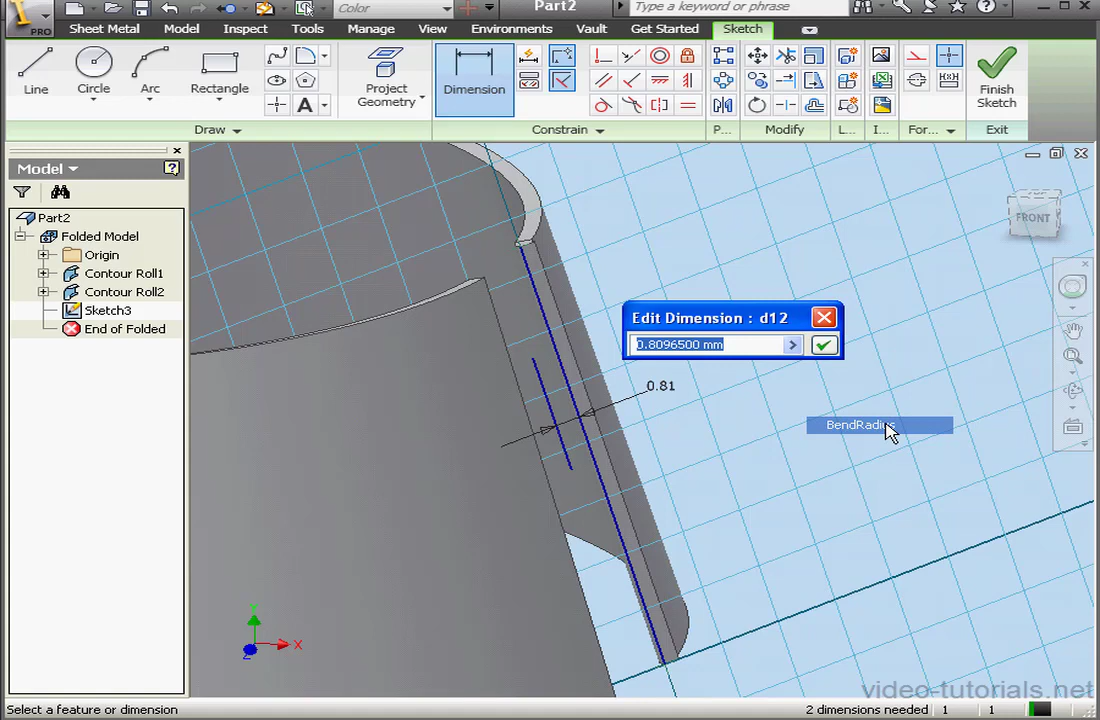 PRO
Color
Part2
Type a keyword or phrase
Sheet Metal
Model
Inspect
Tools
Manage
View
Environments
Vault
Get Started
Sketch
Line
Circle
Arc
Rectangle
A
Project
Geometry
Dimension
Finish
Sketch
Draw
Constrain
P...
Modify
L...
I...
For...
Exit
Model
Part2
Folded Model
Origin
Contour Roll1
Contour Roll2
Sketch3
End of Folded
FRONT
Edit Dimension : d12
0.8096500 mm
0.81
BendRadius
X
Z
video-tutorials.net
Select a feature or dimension
2 dimensions needed
1
1